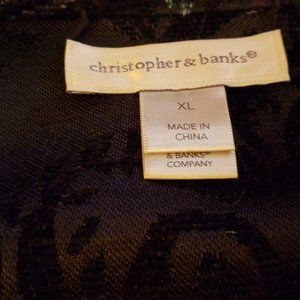 christopher & banks®
XL
MADE IN
CHINA
& BANKS®
COMPANY